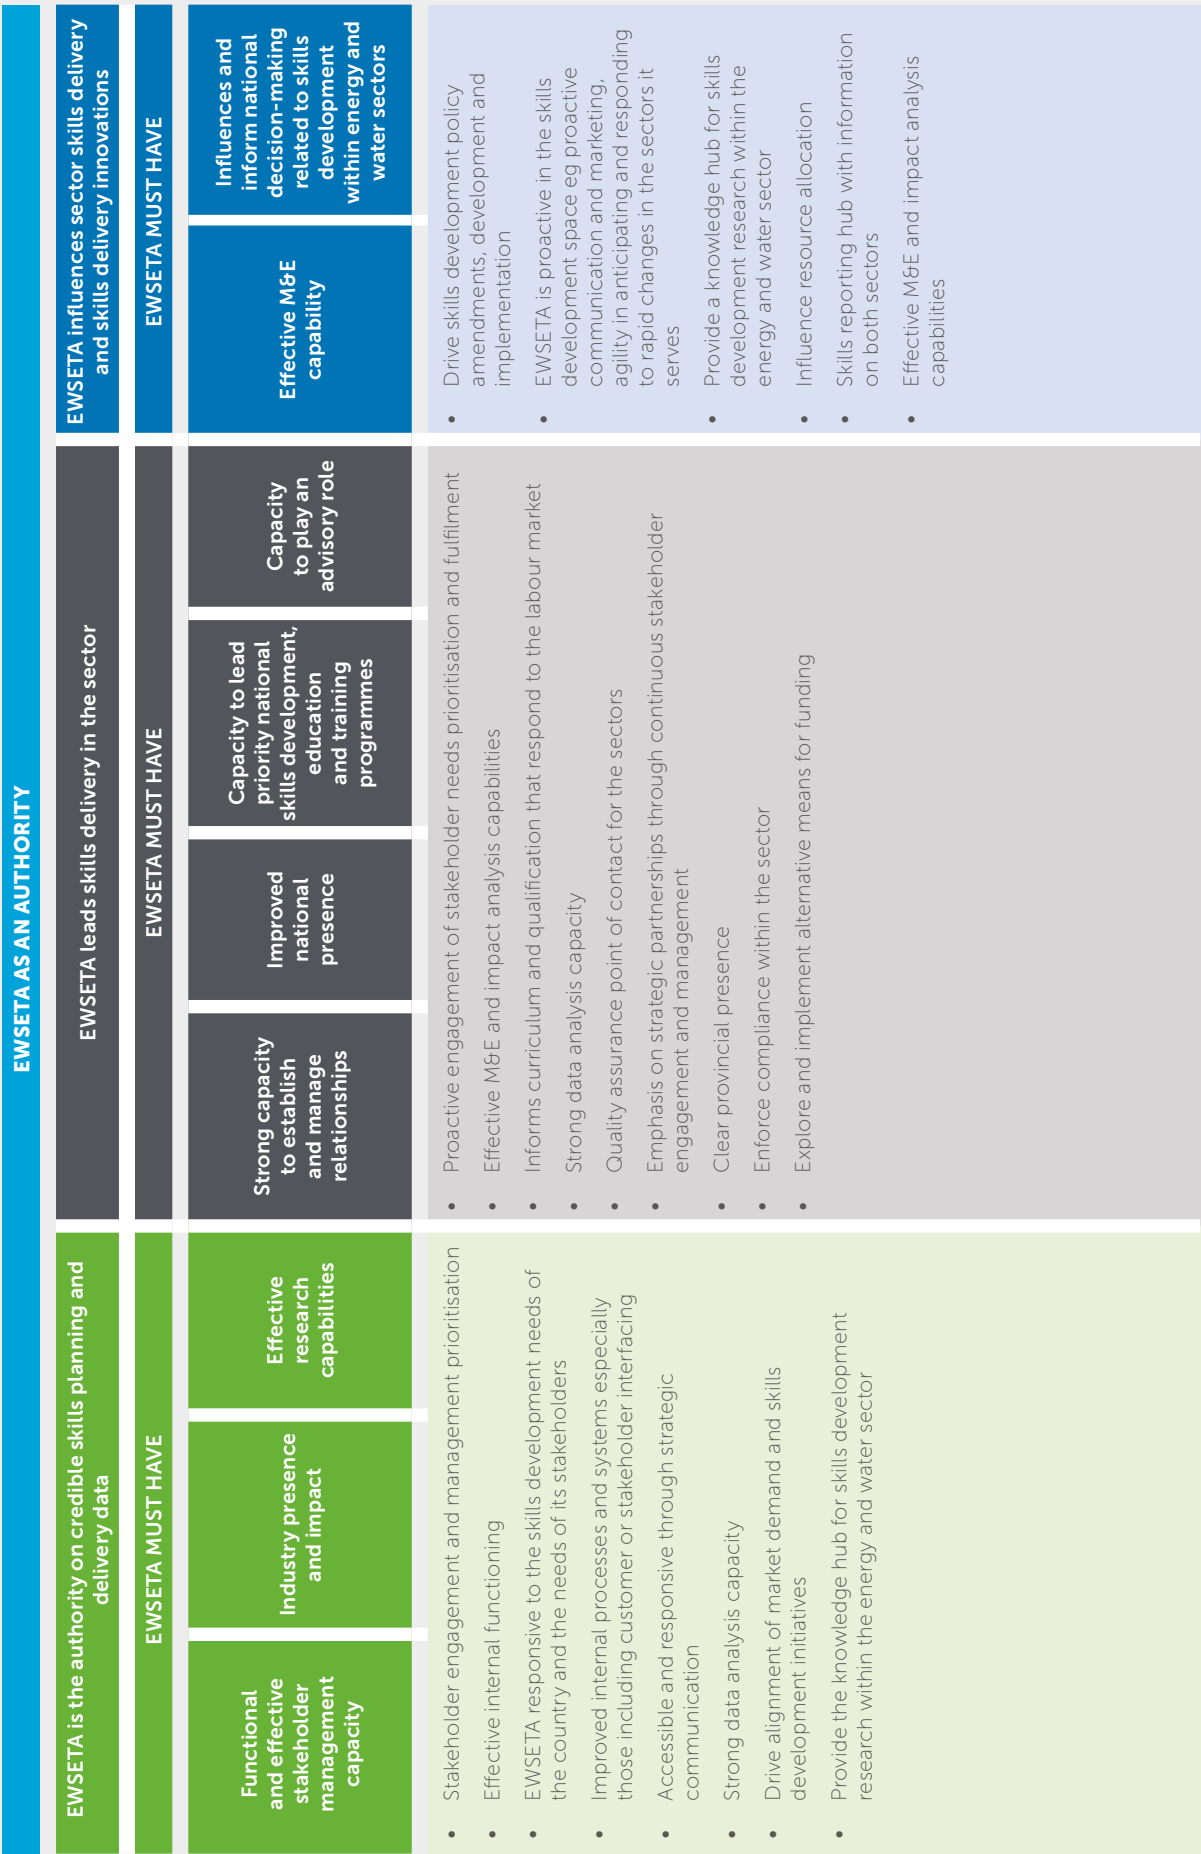 EWSETA AS AN AUTHORITY
EWSETA is the authority on credible skills planning and
delivery data
EWSETA MUST HAVE
Functional
and effective
stakeholder
management
capacity
Industry presence
and impact
Effective
research
capabilities
• Stakeholder engagement and management prioritisation
• Effective internal functioning
• EWSETA responsive to the skills development needs of
the country and the needs of its stakeholders
• Improved internal processes and systems especially
those including customer or stakeholder interfacing
• Accessible and responsive through strategic
communication
• Strong data analysis capacity
• Drive alignment of market demand and skills
development initiatives
• Provide the knowledge hub for skills development
research within the energy and water sector
EWSETA leads skills delivery in the sector
EWSETA MUST HAVE
Strong capacity
to establish
and manage
relationships
Improved
national
presence
Capacity to lead
priority national
skills development,
education
and training
programmes
Capacity
to play an
advisory role
• Proactive engagement of stakeholder needs prioritisation and fulfilment
• Effective M&E and impact analysis capabilities
• Informs curriculum and qualification that respond to the labour market
• Strong data analysis capacity
• Quality assurance point of contact for the sectors
• Emphasis on strategic partnerships through continuous stakeholder
engagement and management
• Clear provincial presence
• Enforce compliance within the sector
• Explore and implement alternative means for funding
EWSETA influences sector skills delivery
and skills delivery innovations
EWSETA MUST HAVE
Effective M&E
capability
Influences and
inform national
decision-making
related to skills
development
within energy and
water sectors
• Drive skills development policy
amendments, development and
implementation
• EWSETA is proactive in the skills
development space eg proactive
communication and marketing,
agility in anticipating and responding
to rapid changes in the sectors it
serves
• Provide a knowledge hub for skills
development research within the
energy and water sector
• Influence resource allocation
• Skills reporting hub with information
on both sectors
• Effective M&E and impact analysis
capabilities